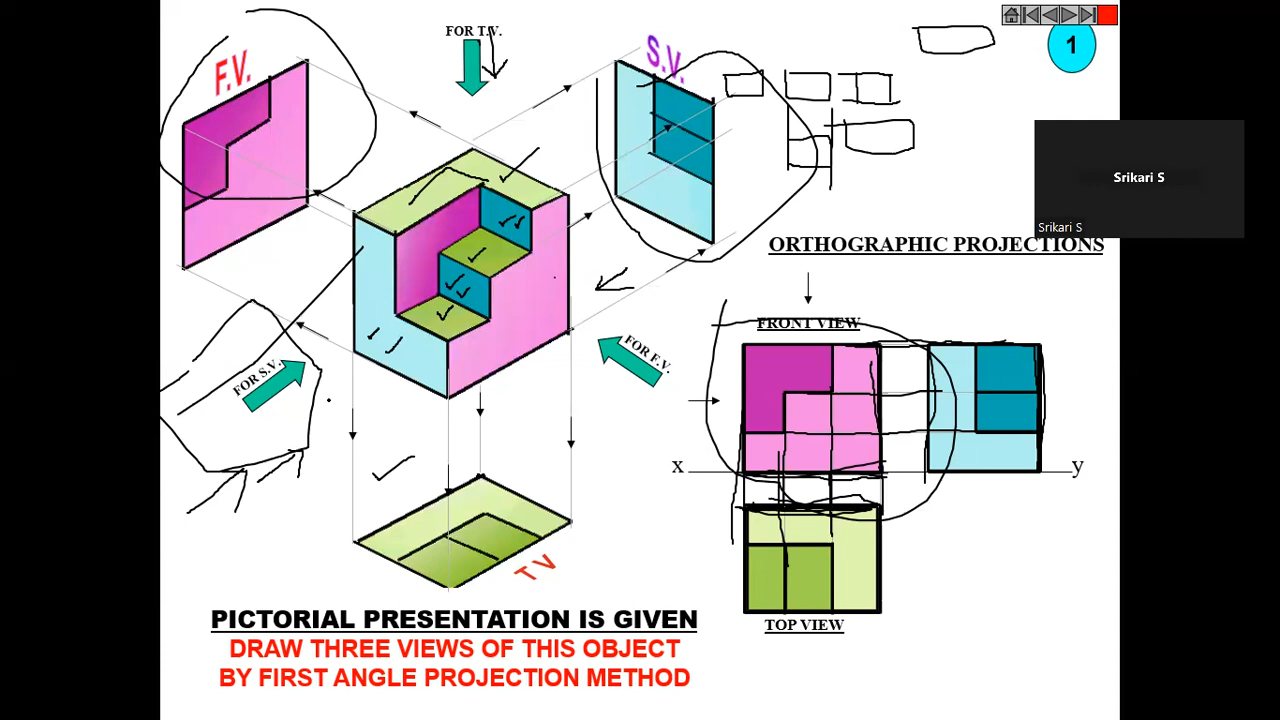 FOR T.V.
F.V.
S.V.
1
Srikari S
Srikari S
ORTHOGRAPHIC PROJECTIONS
FRONT VIEW
FOR S.V.
FOR F.V.
x
y
T V
TOP VIEW
PICTORIAL PRESENTATION IS GIVEN
DRAW THREE VIEWS OF THIS OBJECT
BY FIRST ANGLE PROJECTION METHOD